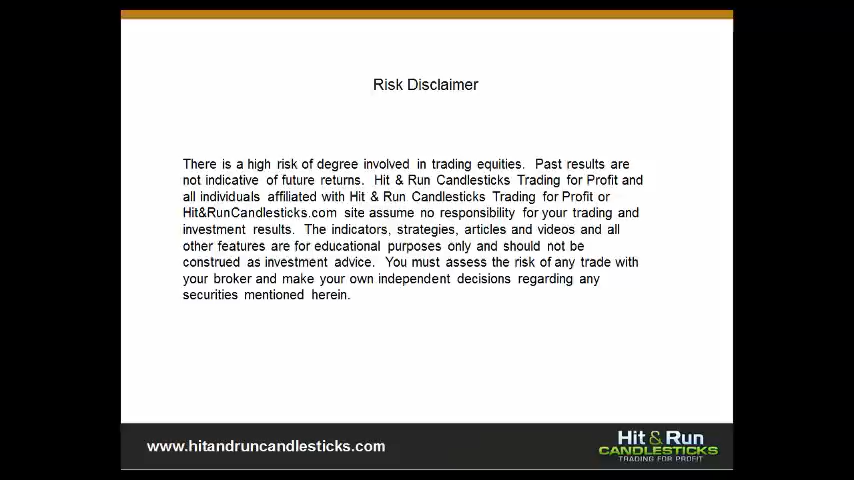 Risk Disclaimer
There is a high risk of degree involved in trading equities. Past results are
not indicative of future returns. Hit & Run Candlesticks Trading for Profit and
all individuals affiliated with Hit & Run Candlesticks Trading for Profit or
Hit&RunCandlesticks.com site assume no responsibility for your trading and
investment results. The indicators, strategies, articles and videos and all
other features are for educational purposes only and should not be
construed as investment advice. You must assess the risk of any trade with
your broker and make your own independent decisions regarding any
securities mentioned herein.
www.hitandruncandlesticks.com
Hit & Run
CANDLESTICKS
TRADING FOR PROFIT